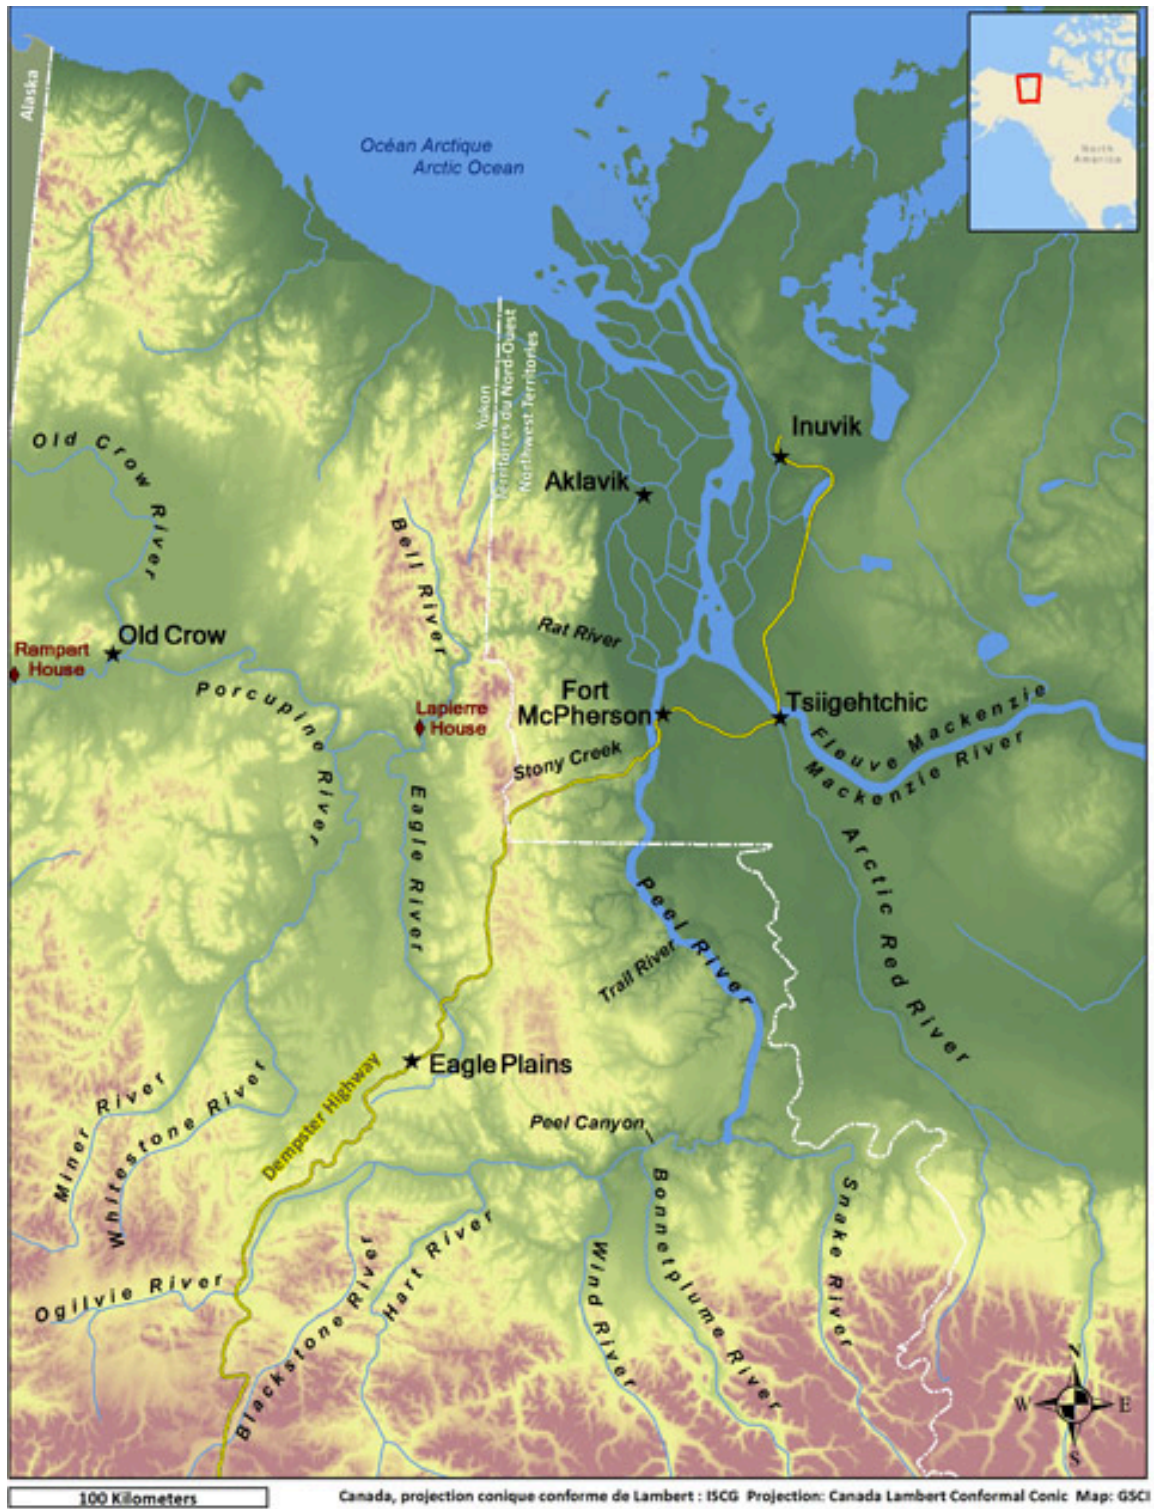 Alaska
Océan Arctique
Arctic Ocean
North
America
Yukon
Territoires du Nord-Ouest
Northwest Territories
Inuvik
Aklavik
Old Crow River
Bell River
Old Crow
Rampart
House
Rat River
Porcupine River
Lapierre
House
Fort
McPherson
Tsiigehtchic
Fleuve Mackenzie
Mackenzie River
Stony Creek
Eagle River
Arctic Red River
Peel River
Trail River
Eagle Plains
Dempster Highway
Miner River
Whitestone River
Peel Canyon
Ogilvie River
Blackstone River
Hart River
Wind River
Bonnetplume River
Snake River
N
W E
S
100 Kilometers
Canada, projection conique conforme de Lambert : ISCG Projection: Canada Lambert Conformal Conic Map: GSCI